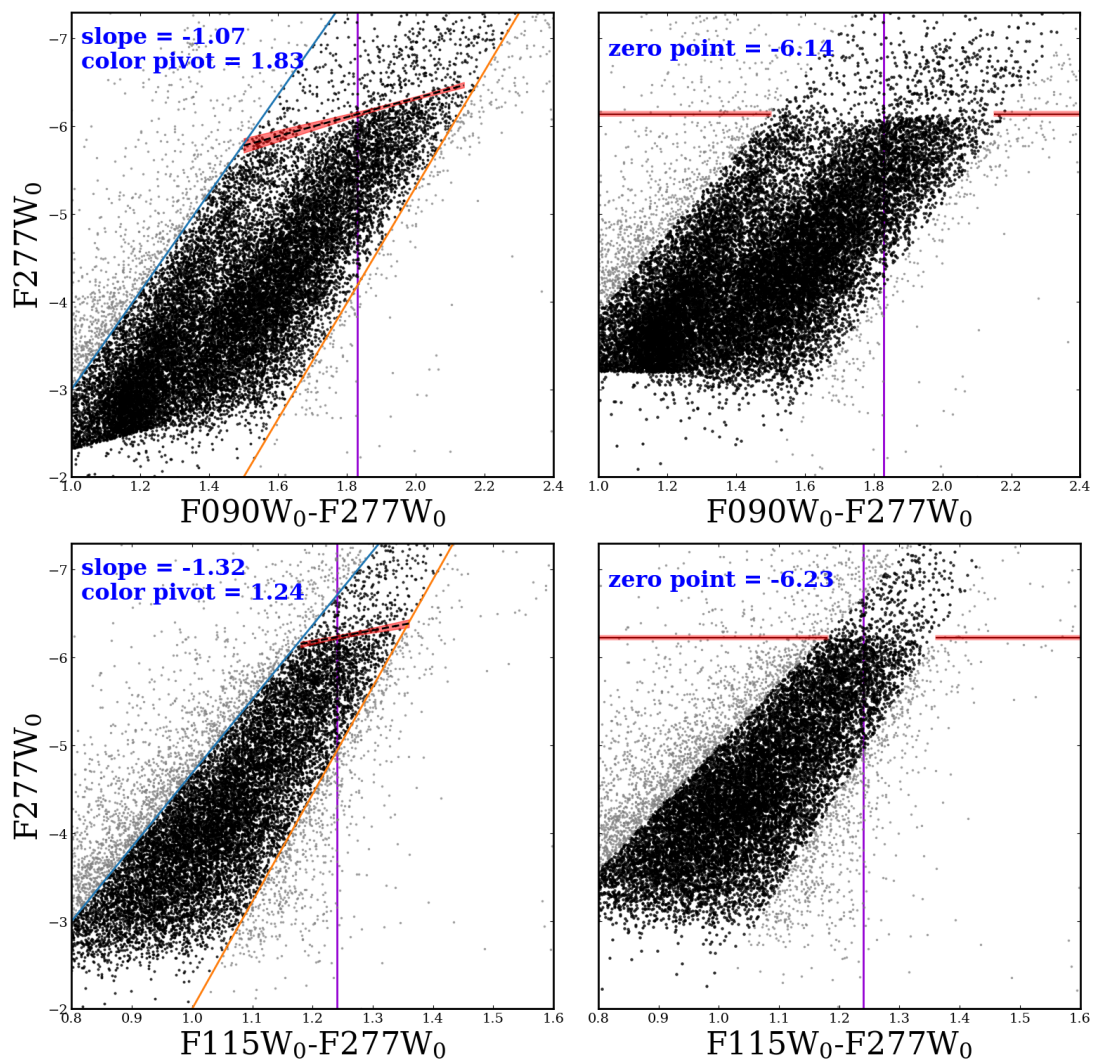 slope = -1.07
color pivot = 1.83
zero point = -6.14
−7
−6
−5
−4
−3
−2
F277W₀
1.0 1.2 1.4 1.6 1.8 2.0 2.2 2.4
1.0 1.2 1.4 1.6 1.8 2.0 2.2 2.4
F090W₀-F277W₀
F090W₀-F277W₀
slope = -1.32
color pivot = 1.24
zero point = -6.23
−7
−6
−5
−4
−3
−2
F277W₀
0.8 0.9 1.0 1.1 1.2 1.3 1.4 1.5 1.6
0.8 0.9 1.0 1.1 1.2 1.3 1.4 1.5 1.6
F115W₀-F277W₀
F115W₀-F277W₀